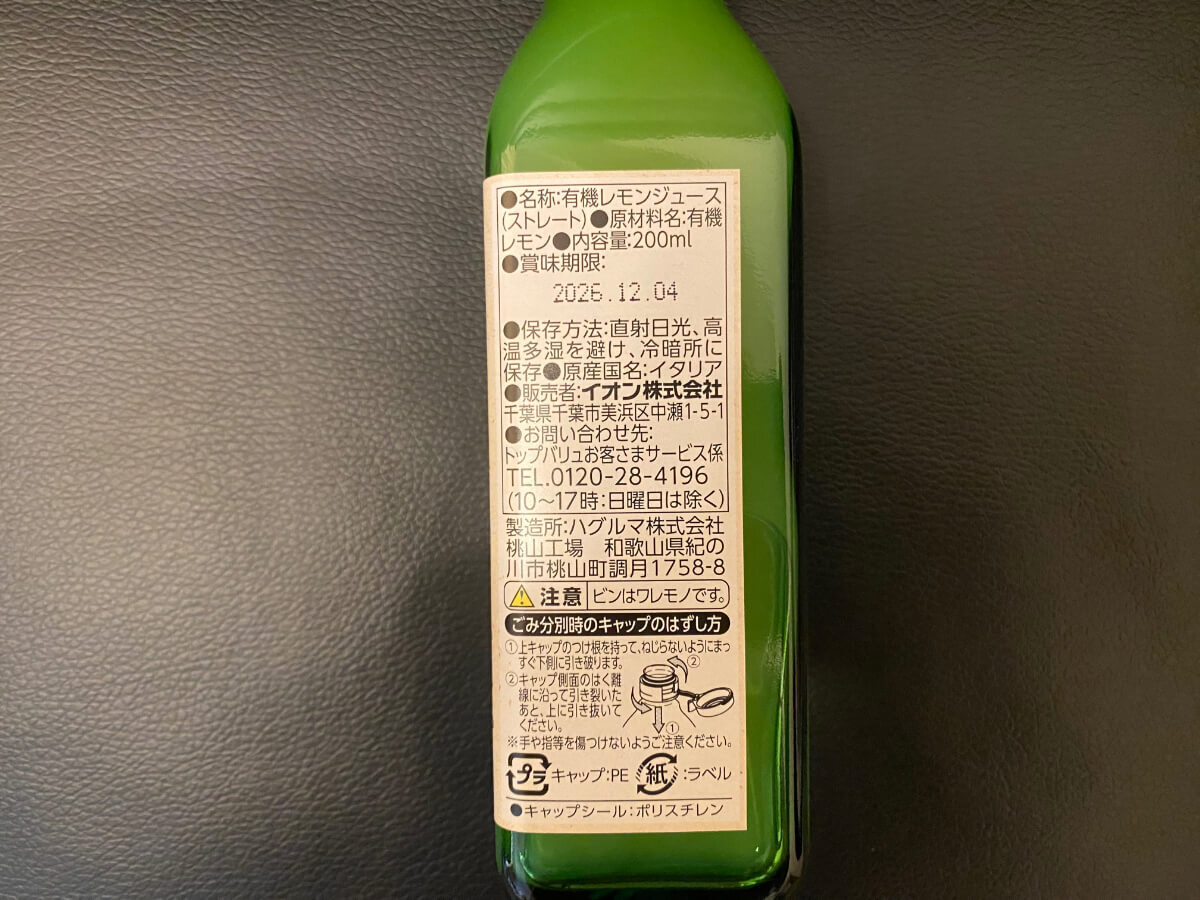 ●名称:有機レモンジュース
(ストレート)●原材料名:有機
レモン●内容量:200ml
●賞味期限:
2026.12.04
●保存方法:直射日光、高
温多湿を避け、冷暗所に
保存●原産国名:イタリア
●販売者:イオン株式会社
千葉県千葉市美浜区中瀬1-5-1
●お問い合わせ先:
トップバリュお客さまサービス係
TEL.0120-28-4196
(10〜17時:日曜日は除く)
製造所:ハグルマ株式会社
桃山工場 和歌山県紀の
川市桃山町調月1758-8
注意 ビンはワレモノです。
ごみ分別時のキャップのはずし方
①上キャップのつけ根を持って、ねじらないようにまっ
すぐ下側に引き破ります。
②キャップ側面のはく離
線に沿って引き裂いた
あと、上に引き抜いて
ください。
②
①
※手や指等を傷つけないようご注意ください。
プラ キャップ:PE 紙 :ラベル
●キャップシール:ポリスチレン